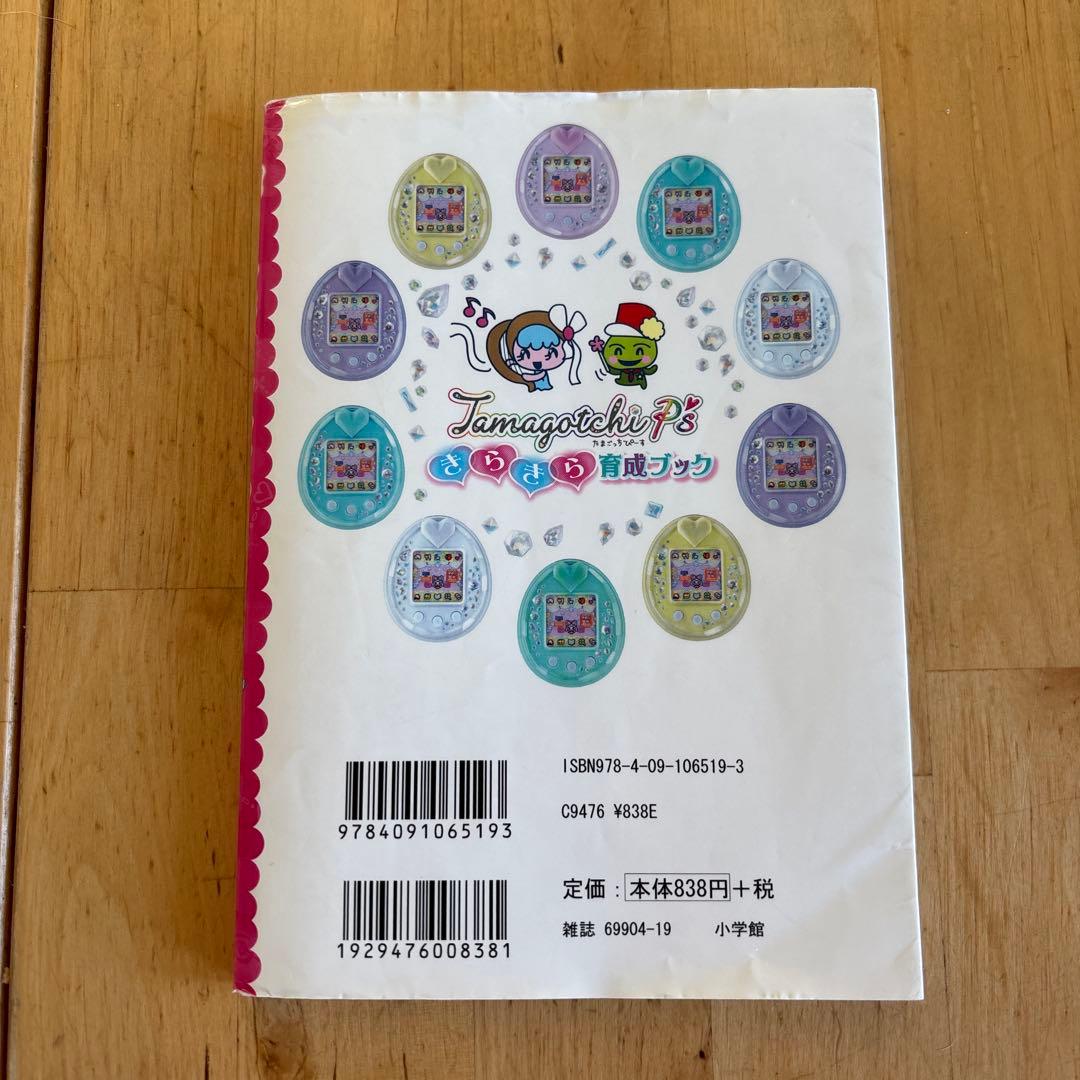 Tamagotchi P's
たまごっちぴーす
きらきら育成ブック
ISBN978-4-09-106519-3
C9476 ¥838E
9784091065193
定価：本体838円＋税
雑誌 69904-19 小学館
1929476008381